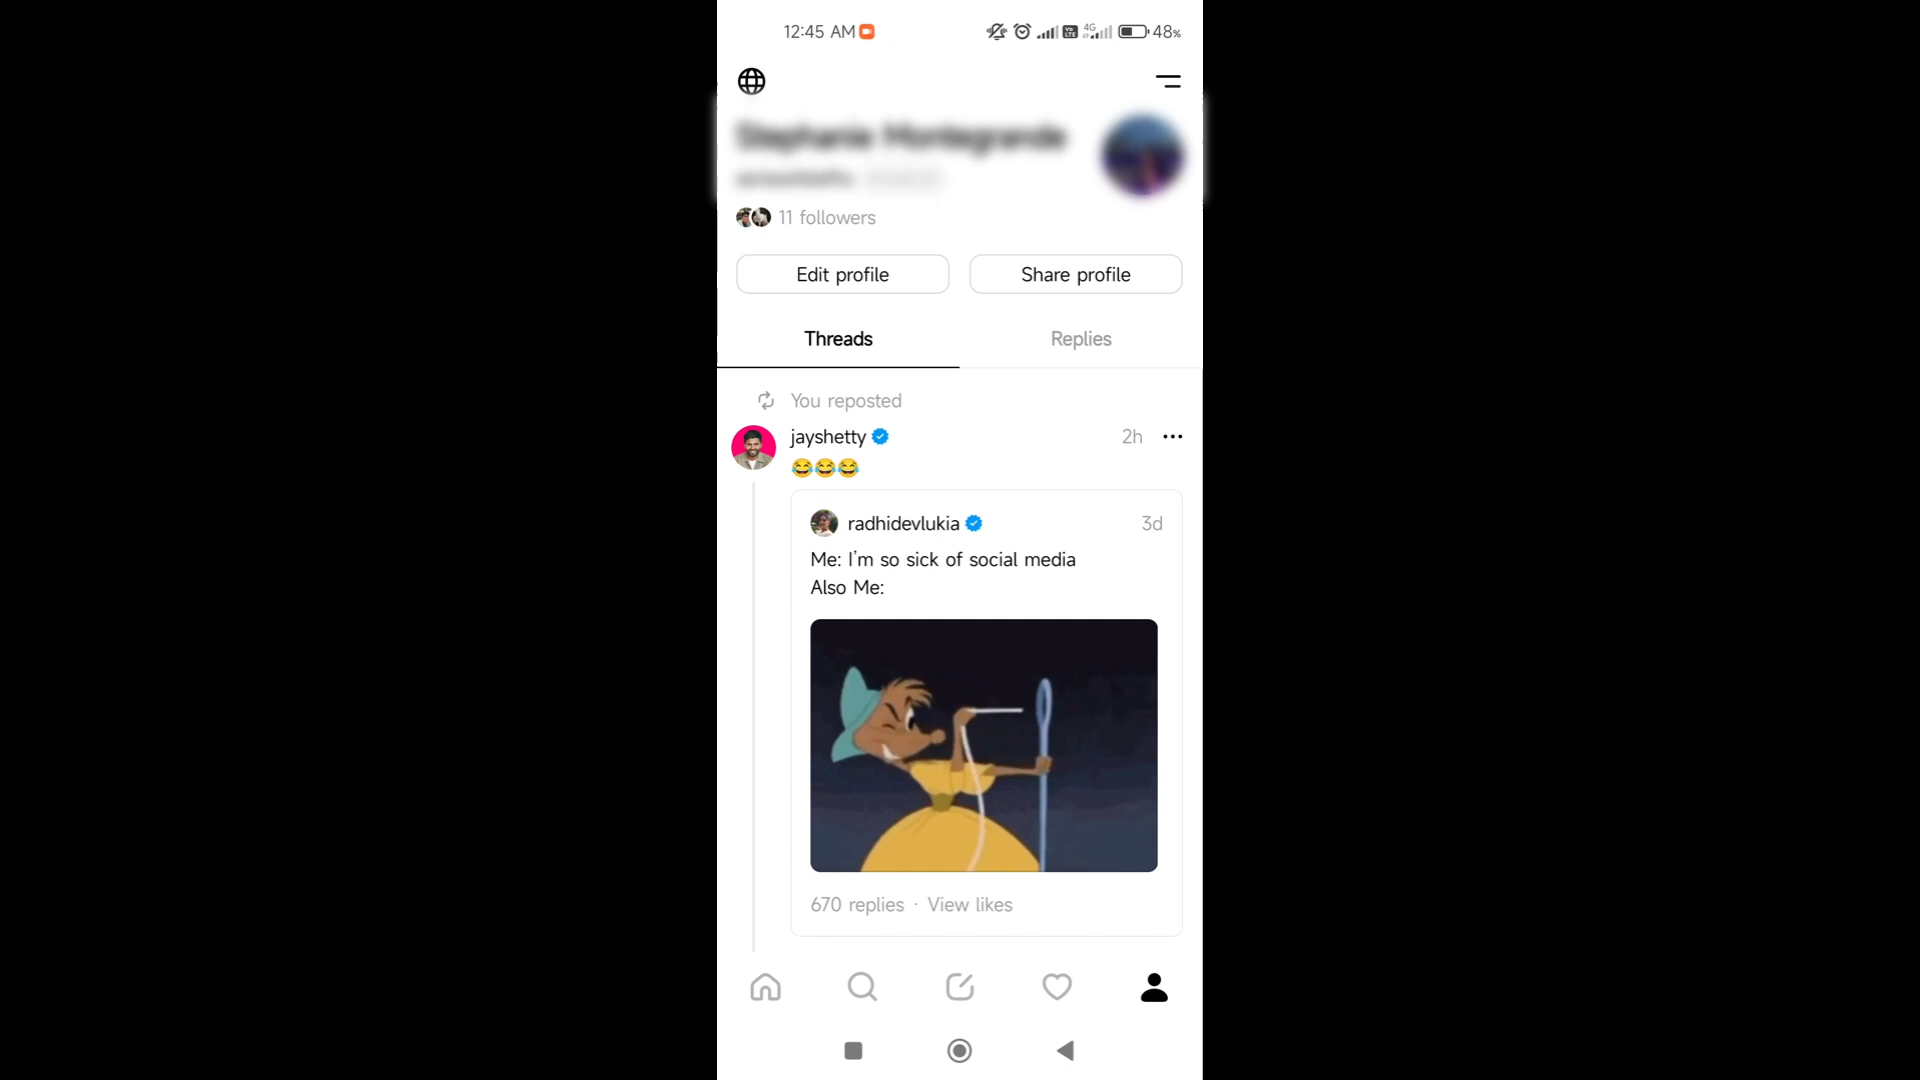 12:45 AM
4G
48%
11 followers
Edit profile
Share profile
Threads
Replies
You reposted
jayshetty
2h
😂😂😂
radhidevlukia
3d
Me: I'm so sick of social media
Also Me:
670 replies · View likes